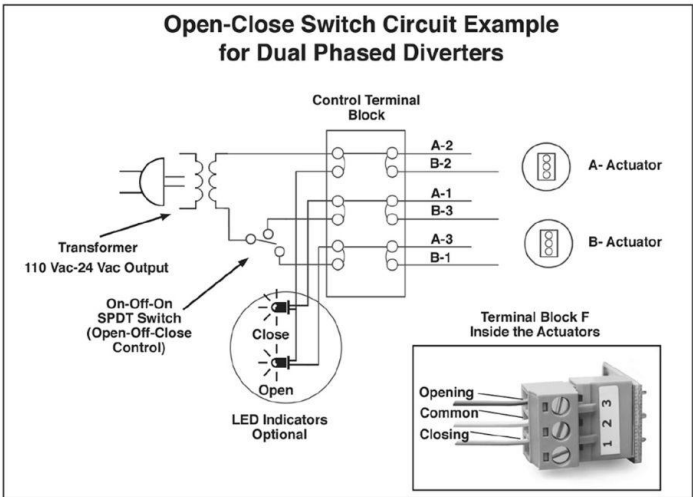 Open-Close Switch Circuit Example
for Dual Phased Diverters
Control Terminal
Block
A-2
B-2
A-1
B-3
A-3
B-1
A- Actuator
B- Actuator
Transformer
110 Vac-24 Vac Output
On-Off-On
SPDT Switch
(Open-Off-Close
Control)
Close
Open
LED Indicators
Optional
Terminal Block F
Inside the Actuators
Opening
Common
Closing
1 2 3